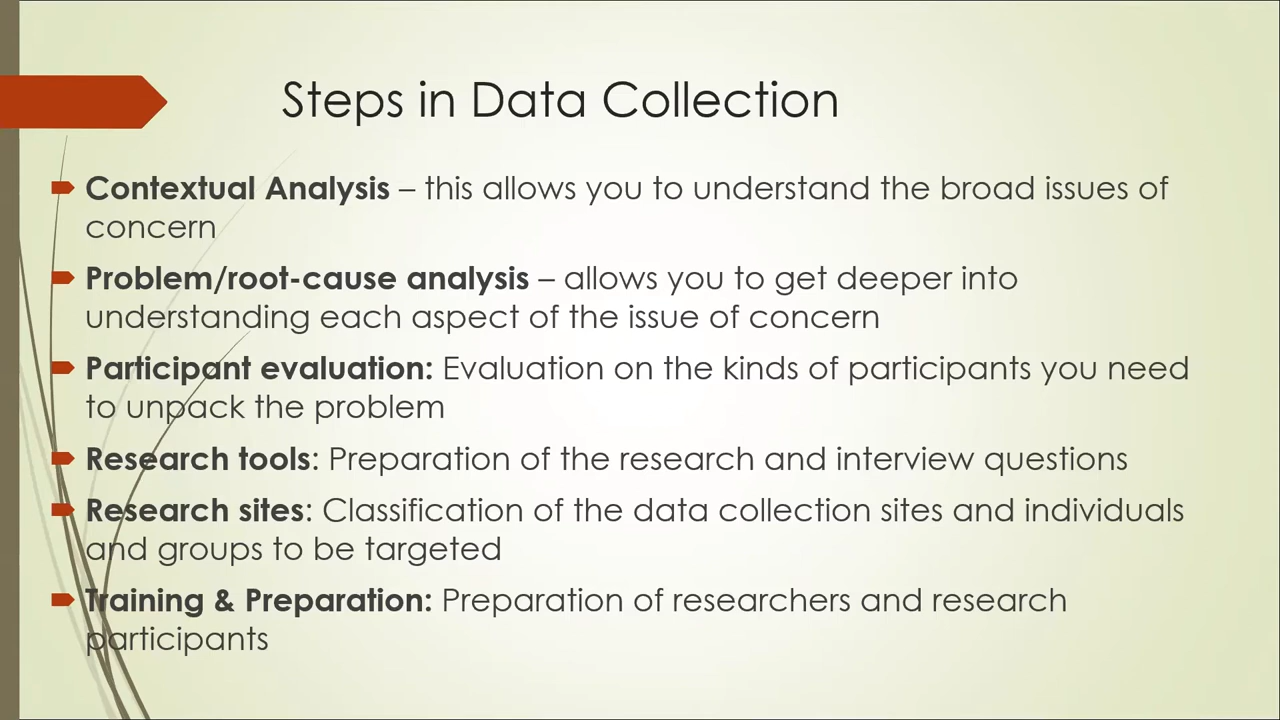 Steps in Data Collection
Contextual Analysis – this allows you to understand the broad issues of
concern
Problem/root-cause analysis – allows you to get deeper into
understanding each aspect of the issue of concern
Participant evaluation: Evaluation on the kinds of participants you need
to unpack the problem
Research tools: Preparation of the research and interview questions
Research sites: Classification of the data collection sites and individuals
and groups to be targeted
Training & Preparation: Preparation of researchers and research
participants